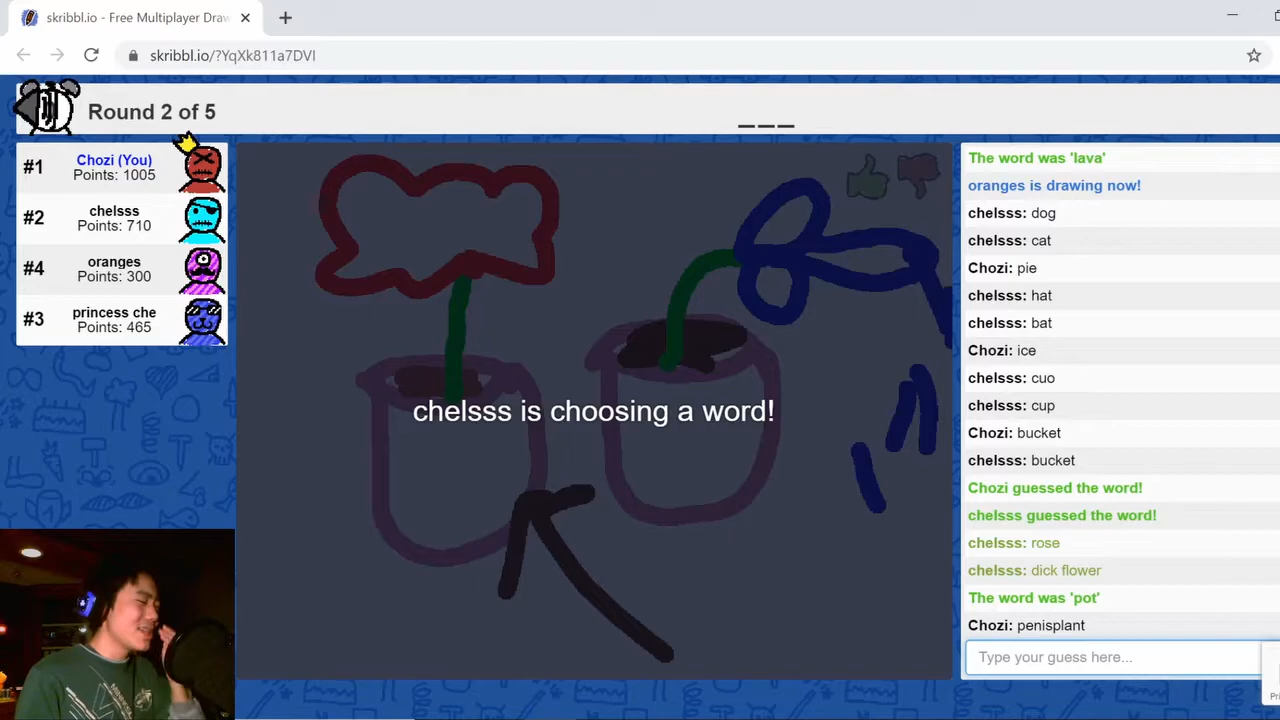 skribbl.io - Free Multiplayer Draw
skribbl.io/?YqXk811a7DVI
Round 2 of 5
___
#1 Chozi (You)
Points: 1005
#2 chelsss
Points: 710
#4 oranges
Points: 300
#3 princess che
Points: 465
chelsss is choosing a word!
The word was 'lava'
oranges is drawing now!
chelsss: dog
chelsss: cat
Chozi: pie
chelsss: hat
chelsss: bat
Chozi: ice
chelsss: cuo
chelsss: cup
Chozi: bucket
chelsss: bucket
Chozi guessed the word!
chelsss guessed the word!
chelsss: rose
chelsss: dick flower
The word was 'pot'
Chozi: penisplant
Type your guess here...